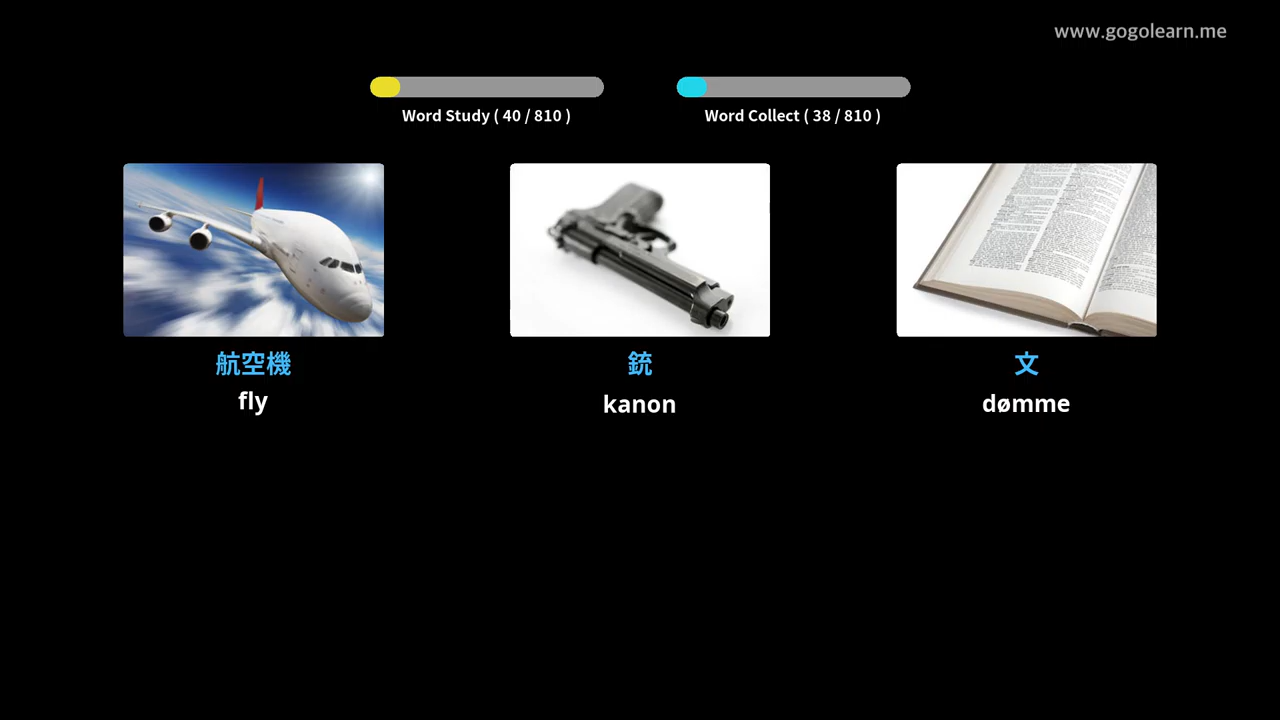 www.gogolearn.me
Word Study ( 40 / 810 )
Word Collect ( 38 / 810 )
航空機
fly
銃
kanon
文
dømme